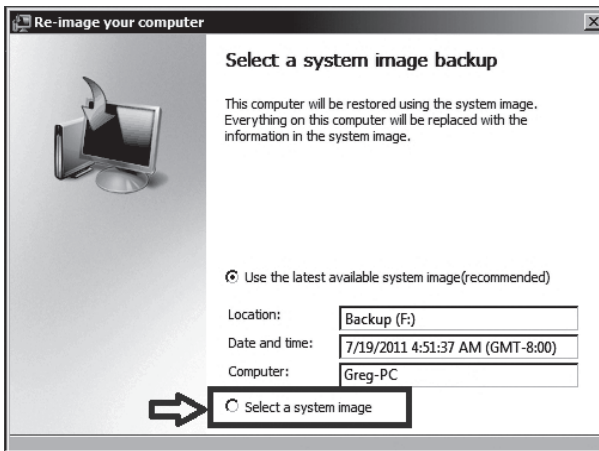 Re-image your computer
Select a system image backup
This computer will be restored using the system image.
Everything on this computer will be replaced with the
information in the system image.
Use the latest available system image(recommended)
Location: Backup (F:)
Date and time: 7/19/2011 4:51:37 AM (GMT-8:00)
Computer: Greg-PC
Select a system image